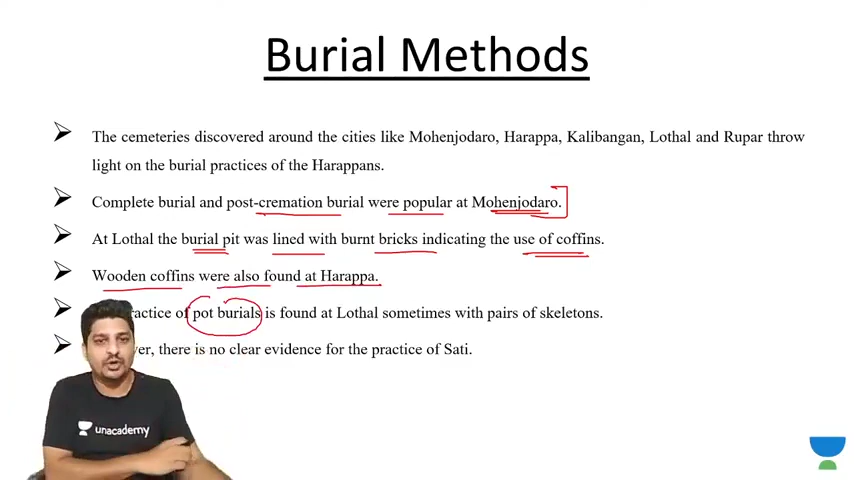 Burial Methods
The cemeteries discovered around the cities like Mohenjodaro, Harappa, Kalibangan, Lothal and Rupar throw
light on the burial practices of the Harappans.
Complete burial and post-cremation burial were popular at Mohenjodaro.
At Lothal the burial pit was lined with burnt bricks indicating the use of coffins.
Wooden coffins were also found at Harappa.
of pot burials is found at Lothal sometimes with pairs of skeletons.
there is no clear evidence for the practice of Sati.
unacademy